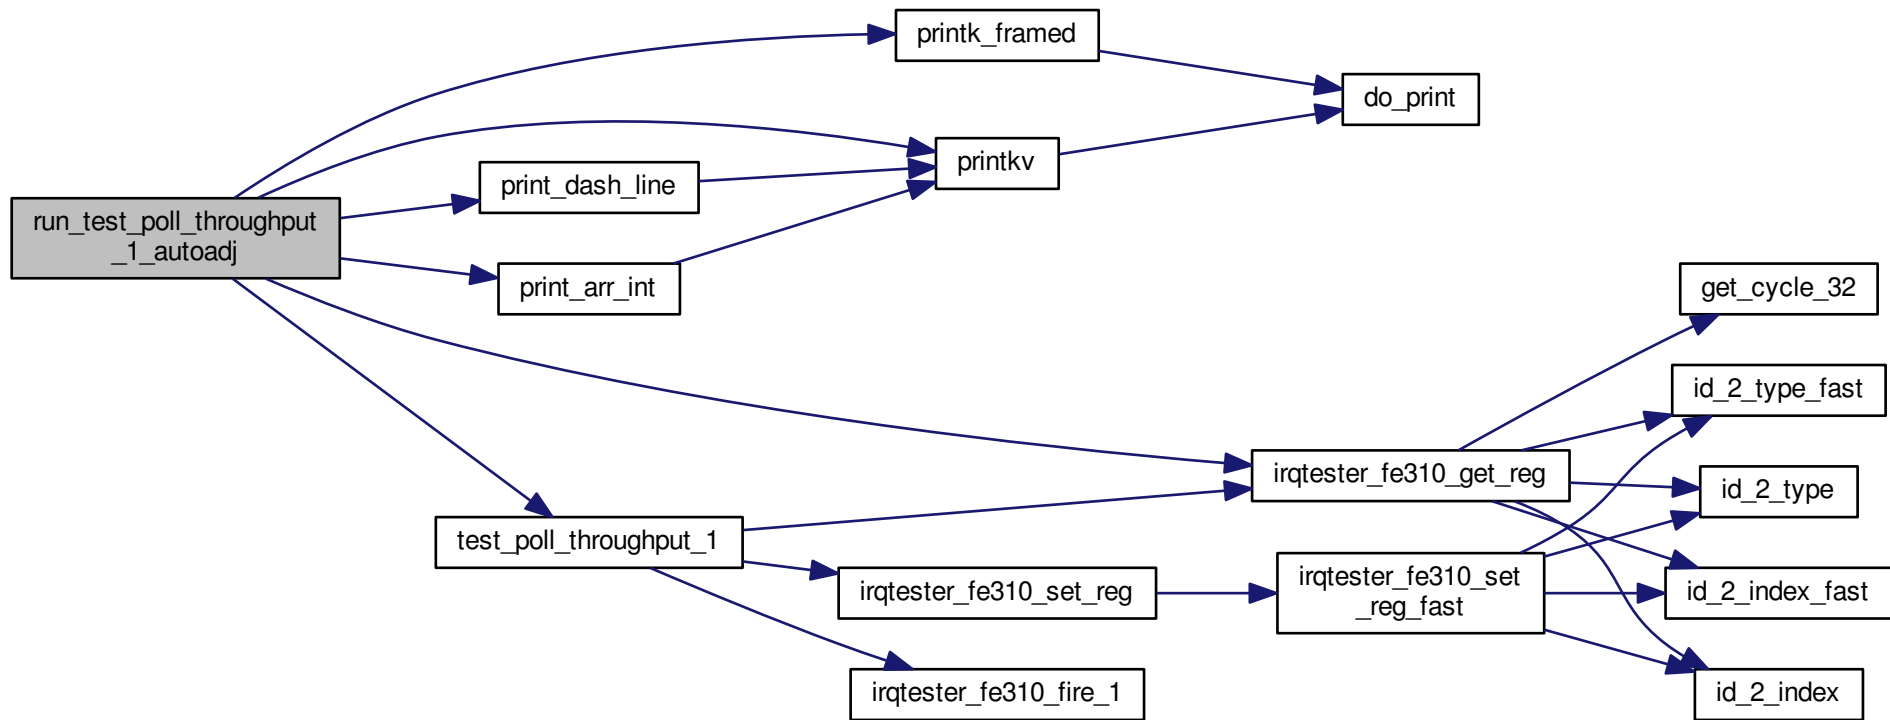 printk_framed
do_print
printkv
print_dash_line
run_test_poll_throughput
_1_autoadj
print_arr_int
get_cycle_32
id_2_type_fast
irqtester_fe310_get_reg
id_2_type
test_poll_throughput_1
irqtester_fe310_set_reg
irqtester_fe310_set
_reg_fast
id_2_index_fast
irqtester_fe310_fire_1
id_2_index